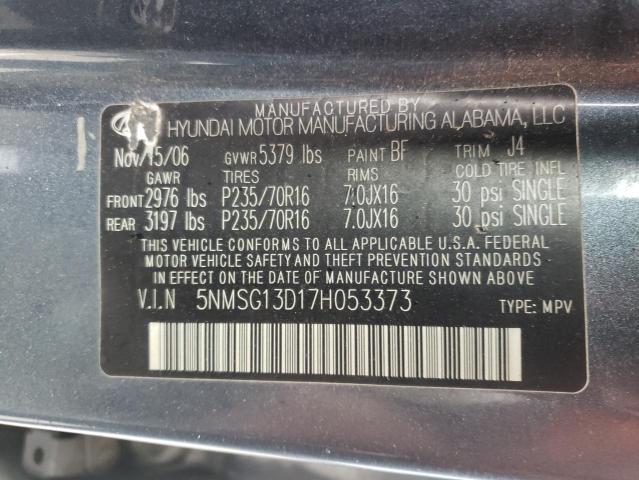 MANUFACTURED BY
HYUNDAI MOTOR MANUFACTURING ALABAMA, LLC
Nov/15/06 GVWR 5379 lbs PAINT BF TRIM J4
GAWR TIRES RIMS COLD TIRE INFL
FRONT 2976 lbs P235/70R16 7.0JX16 30 psi SINGLE
REAR 3197 lbs P235/70R16 7.0JX16 30 psi SINGLE
THIS VEHICLE CONFORMS TO ALL APPLICABLE U.S.A. FEDERAL
MOTOR VEHICLE SAFETY AND THEFT PREVENTION STANDARDS
IN EFFECT ON THE DATE OF MANUFACTURE SHOWN ABOVE.
V.I.N 5NMSG13D17H053373 TYPE: MPV